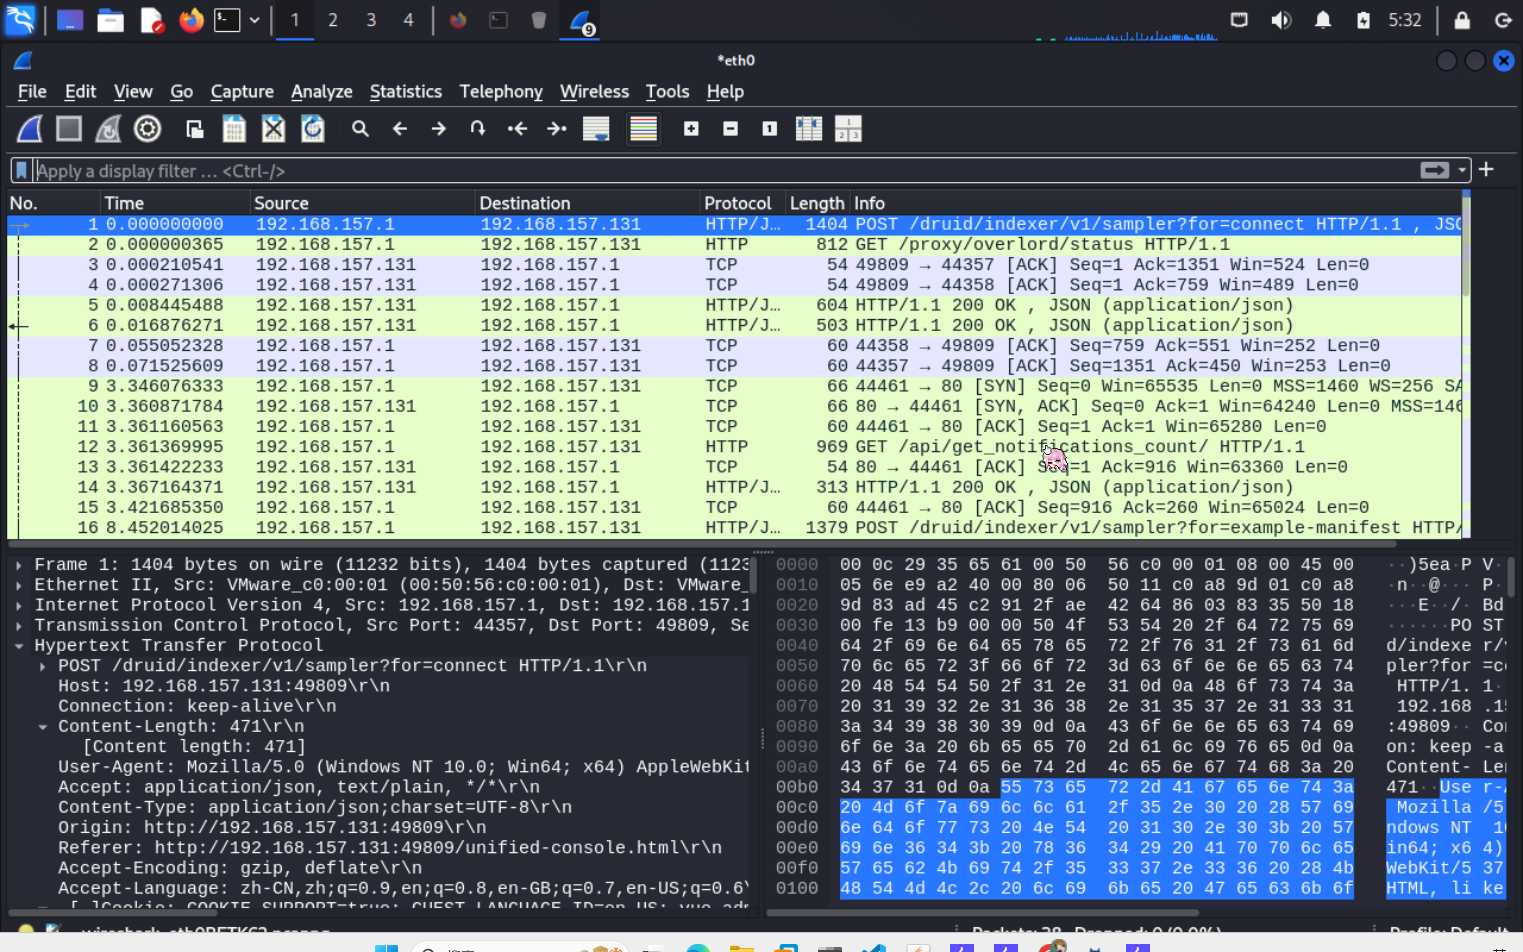 1 2 3 4 9 5:32
*eth0
File Edit View Go Capture Analyze Statistics Telephony Wireless Tools Help
Apply a display filter … <Ctrl-/>
No. Time Source Destination Protocol Length Info
1 0.000000000 192.168.157.1 192.168.157.131 HTTP/J… 1404 POST /druid/indexer/v1/sampler?for=connect HTTP/1.1 , JSO
2 0.000000365 192.168.157.1 192.168.157.131 HTTP 812 GET /proxy/overlord/status HTTP/1.1
3 0.000210541 192.168.157.131 192.168.157.1 TCP 54 49809 → 44357 [ACK] Seq=1 Ack=1351 Win=524 Len=0
4 0.000271306 192.168.157.131 192.168.157.1 TCP 54 49809 → 44358 [ACK] Seq=1 Ack=759 Win=489 Len=0
5 0.008445488 192.168.157.131 192.168.157.1 HTTP/J… 604 HTTP/1.1 200 OK , JSON (application/json)
6 0.016876271 192.168.157.131 192.168.157.1 HTTP/J… 503 HTTP/1.1 200 OK , JSON (application/json)
7 0.055052328 192.168.157.1 192.168.157.131 TCP 60 44358 → 49809 [ACK] Seq=759 Ack=551 Win=252 Len=0
8 0.071525609 192.168.157.1 192.168.157.131 TCP 60 44357 → 49809 [ACK] Seq=1351 Ack=450 Win=253 Len=0
9 3.346076333 192.168.157.1 192.168.157.131 TCP 66 44461 → 80 [SYN] Seq=0 Win=65535 Len=0 MSS=1460 WS=256 SA
10 3.360871784 192.168.157.131 192.168.157.1 TCP 66 80 → 44461 [SYN, ACK] Seq=0 Ack=1 Win=64240 Len=0 MSS=146
11 3.361160563 192.168.157.1 192.168.157.131 TCP 60 44461 → 80 [ACK] Seq=1 Ack=1 Win=65280 Len=0
12 3.361369995 192.168.157.1 192.168.157.131 HTTP 969 GET /api/get_notifications_count/ HTTP/1.1
13 3.361422233 192.168.157.131 192.168.157.1 TCP 54 80 → 44461 [ACK] Seq=1 Ack=916 Win=63360 Len=0
14 3.367164371 192.168.157.131 192.168.157.1 HTTP/J… 313 HTTP/1.1 200 OK , JSON (application/json)
15 3.421685350 192.168.157.1 192.168.157.131 TCP 60 44461 → 80 [ACK] Seq=916 Ack=260 Win=65024 Len=0
16 8.452014025 192.168.157.1 192.168.157.131 HTTP/J… 1379 POST /druid/indexer/v1/sampler?for=example-manifest HTTP/
Frame 1: 1404 bytes on wire (11232 bits), 1404 bytes captured (1123
Ethernet II, Src: VMware_c0:00:01 (00:50:56:c0:00:01), Dst: VMware_
Internet Protocol Version 4, Src: 192.168.157.1, Dst: 192.168.157.1
Transmission Control Protocol, Src Port: 44357, Dst Port: 49809, Se
Hypertext Transfer Protocol
POST /druid/indexer/v1/sampler?for=connect HTTP/1.1\r\n
Host: 192.168.157.131:49809\r\n
Connection: keep-alive\r\n
Content-Length: 471\r\n
[Content length: 471]
User-Agent: Mozilla/5.0 (Windows NT 10.0; Win64; x64) AppleWebKit
Accept: application/json, text/plain, */*\r\n
Content-Type: application/json;charset=UTF-8\r\n
Origin: http://192.168.157.131:49809\r\n
Referer: http://192.168.157.131:49809/unified-console.html\r\n
Accept-Encoding: gzip, deflate\r\n
Accept-Language: zh-CN,zh;q=0.9,en;q=0.8,en-GB;q=0.7,en-US;q=0.6\
0000 00 0c 29 35 65 61 00 50 56 c0 00 01 08 00 45 00 ··)5ea·P V·
0010 05 6e e9 a2 40 00 80 06 50 11 c0 a8 9d 01 c0 a8 ·n··@··· P·
0020 9d 83 ad 45 c2 91 2f ae 42 64 86 03 83 35 50 18 ···E··/· Bd
0030 00 fe 13 b9 00 00 50 4f 53 54 20 2f 64 72 75 69 ······PO ST
0040 64 2f 69 6e 64 65 78 65 72 2f 76 31 2f 73 61 6d d/indexe r/v
0050 70 6c 65 72 3f 66 6f 72 3d 63 6f 6e 6e 65 63 74 pler?for =co
0060 20 48 54 54 50 2f 31 2e 31 0d 0a 48 6f 73 74 3a HTTP/1. 1·
0070 20 31 39 32 2e 31 36 38 2e 31 35 37 2e 31 33 31 192.168 .15
0080 3a 34 39 38 30 39 0d 0a 43 6f 6e 6e 65 63 74 69 :49809·· Co
0090 6f 6e 3a 20 6b 65 65 70 2d 61 6c 69 76 65 0d 0a on: keep -a
00a0 43 6f 6e 74 65 6e 74 2d 4c 65 6e 67 74 68 3a 20 Content- Le
00b0 34 37 31 0d 0a 55 73 65 72 2d 41 67 65 6e 74 3a 471··Use r-A
00c0 20 4d 6f 7a 69 6c 6c 61 2f 35 2e 30 20 28 57 69 Mozilla /5
00d0 6e 64 6f 77 73 20 4e 54 20 31 30 2e 30 3b 20 57 ndows NT 1
00e0 69 6e 36 34 3b 20 78 36 34 29 20 41 70 70 6c 65 in64; x6 4)
00f0 57 65 62 4b 69 74 2f 35 33 37 2e 33 36 20 28 4b WebKit/5 37
0100 48 54 4d 4c 2c 20 6c 69 6b 65 20 47 65 63 6b 6f HTML, li ke